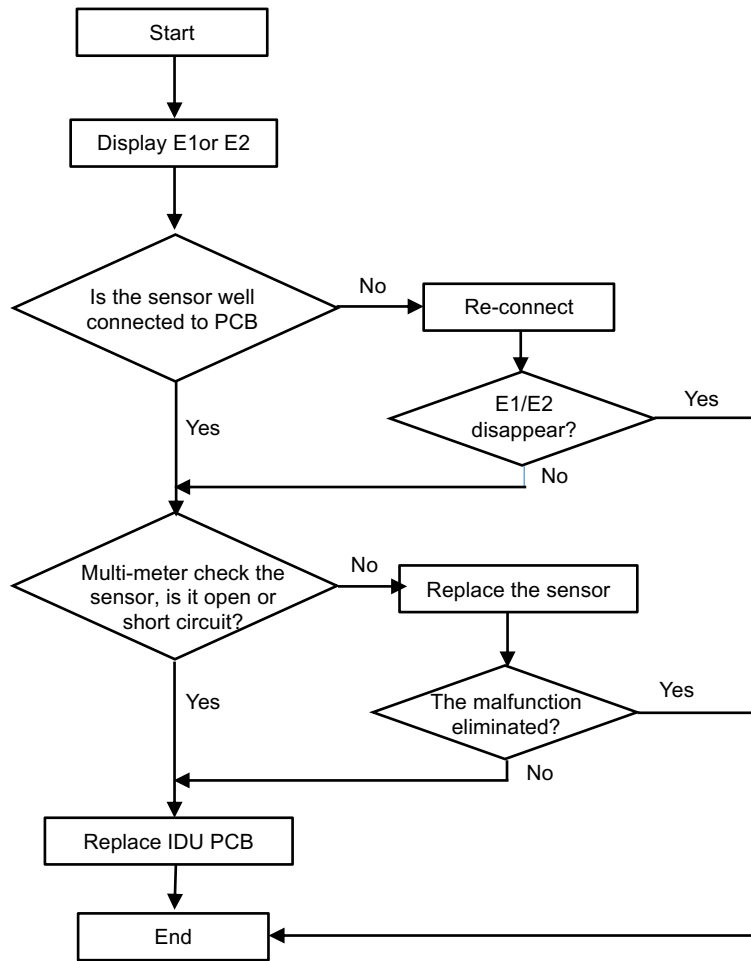 Start
Display E1or E2
Is the sensor well
connected to PCB
No
Re-connect
Yes
E1/E2
disappear?
Yes
No
Multi-meter check the
sensor, is it open or
short circuit?
No
Replace the sensor
Yes
The malfunction
eliminated?
Yes
No
Replace IDU PCB
End